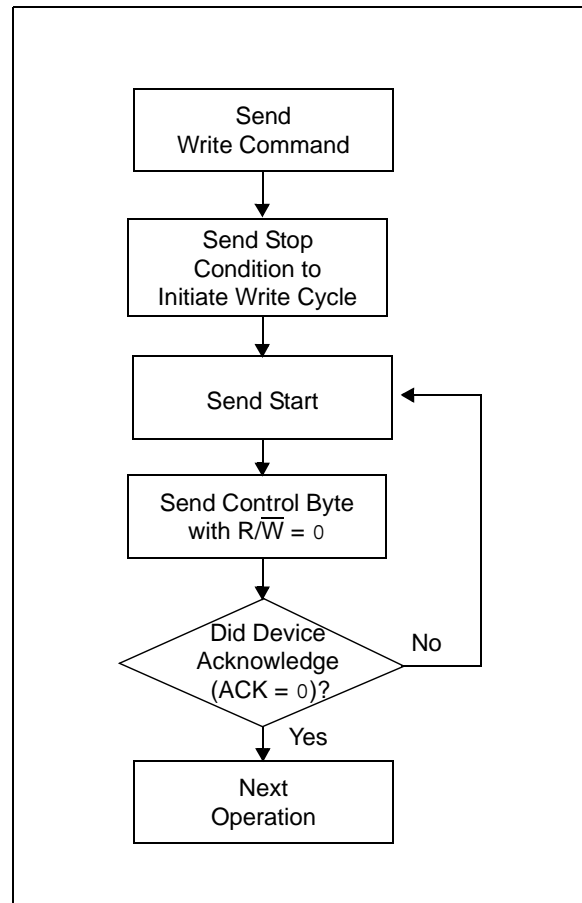 Send
Write Command
Send Stop
Condition to
Initiate Write Cycle
Send Start
Send Control Byte
with R/W̅ = 0
Did Device
Acknowledge
(ACK = 0)?
No
Yes
Next
Operation